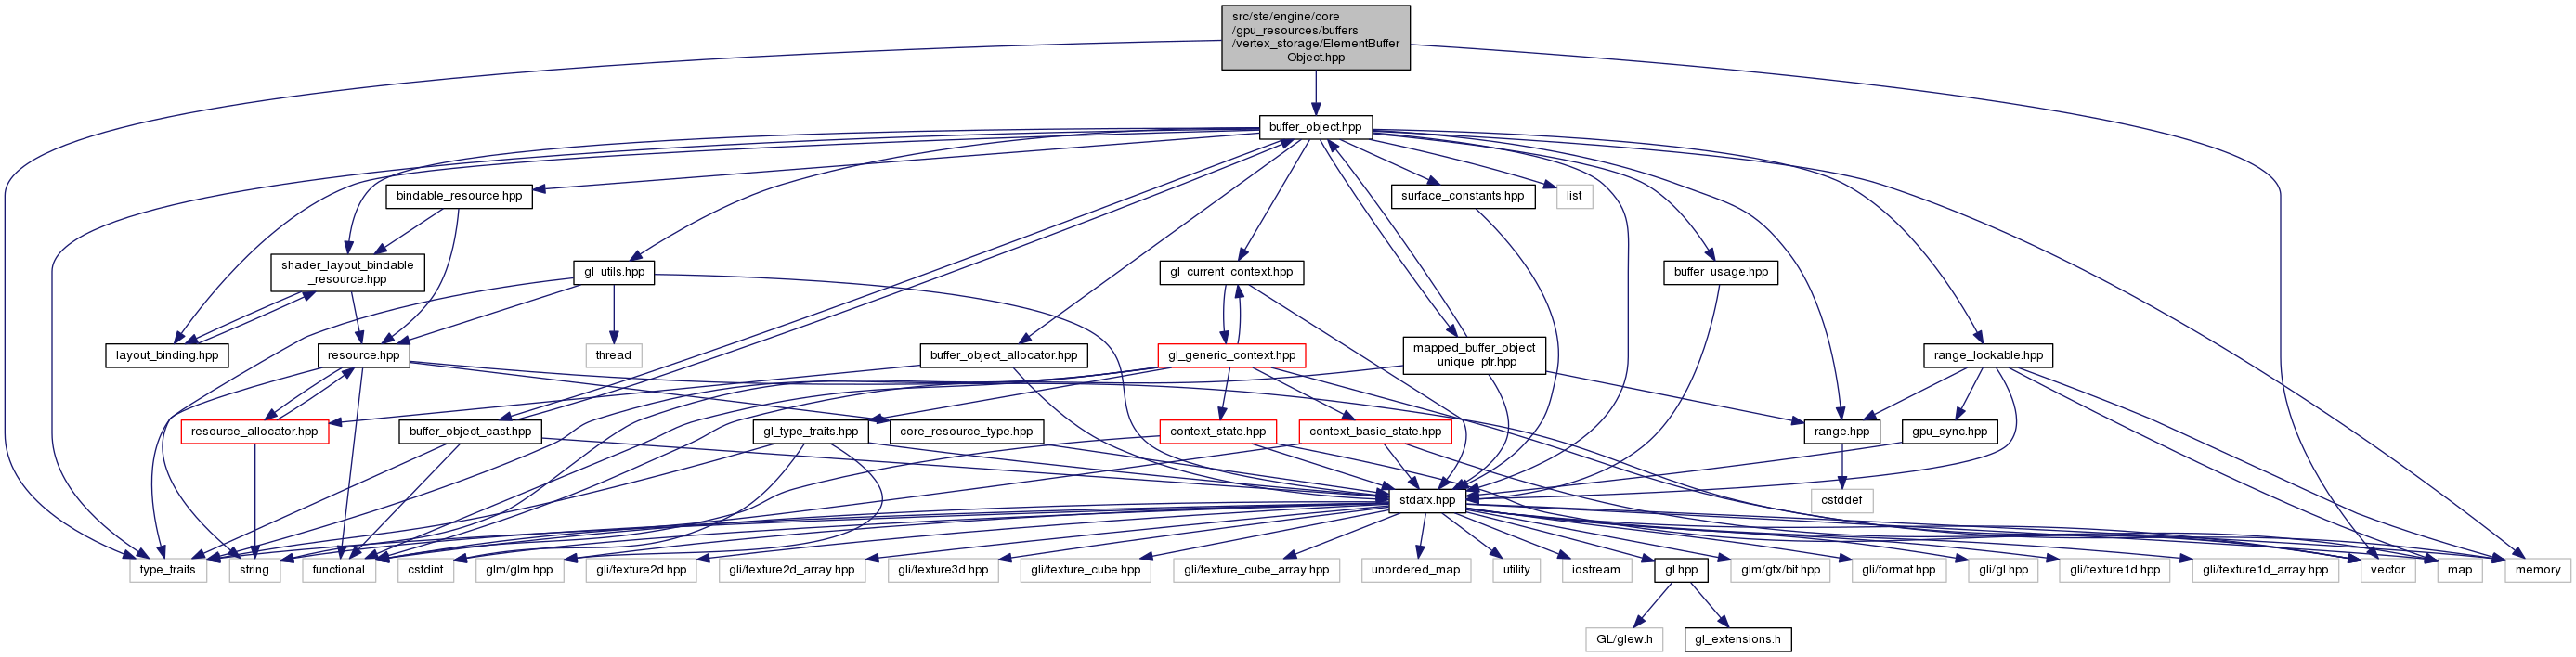 src/ste/engine/core
/gpu_resources/buffers
/vertex_storage/ElementBuffer
Object.hpp
buffer_object.hpp
bindable_resource.hpp
surface_constants.hpp
list
shader_layout_bindable
_resource.hpp
gl_utils.hpp
gl_current_context.hpp
buffer_usage.hpp
layout_binding.hpp
resource.hpp
thread
buffer_object_allocator.hpp
gl_generic_context.hpp
mapped_buffer_object
_unique_ptr.hpp
range_lockable.hpp
resource_allocator.hpp
buffer_object_cast.hpp
gl_type_traits.hpp
core_resource_type.hpp
context_state.hpp
context_basic_state.hpp
range.hpp
gpu_sync.hpp
stdafx.hpp
cstddef
type_traits
string
functional
cstdint
glm/glm.hpp
gli/texture2d.hpp
gli/texture2d_array.hpp
gli/texture3d.hpp
gli/texture_cube.hpp
gli/texture_cube_array.hpp
unordered_map
utility
iostream
gl.hpp
glm/gtx/bit.hpp
gli/format.hpp
gli/gl.hpp
gli/texture1d.hpp
gli/texture1d_array.hpp
vector
map
memory
GL/glew.h
gl_extensions.h